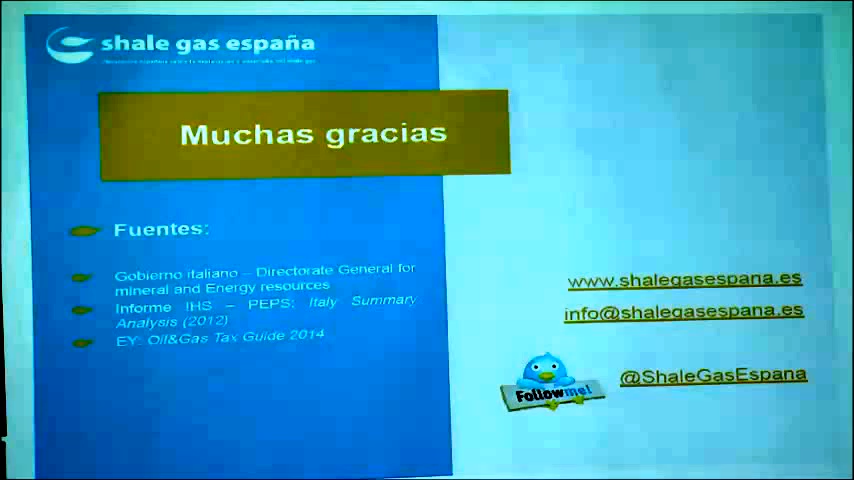 shale gas españa
Muchas gracias
Fuentes:
Gobierno italiano – Directorate General for
mineral and Energy resources
Informe IHS – PEPS: Italy Summary
Analysis (2012)
EY: Oil&Gas Tax Guide 2014
www.shalegasespana.es
info@shalegasespana.es
@ShaleGasEspana
Follow me!